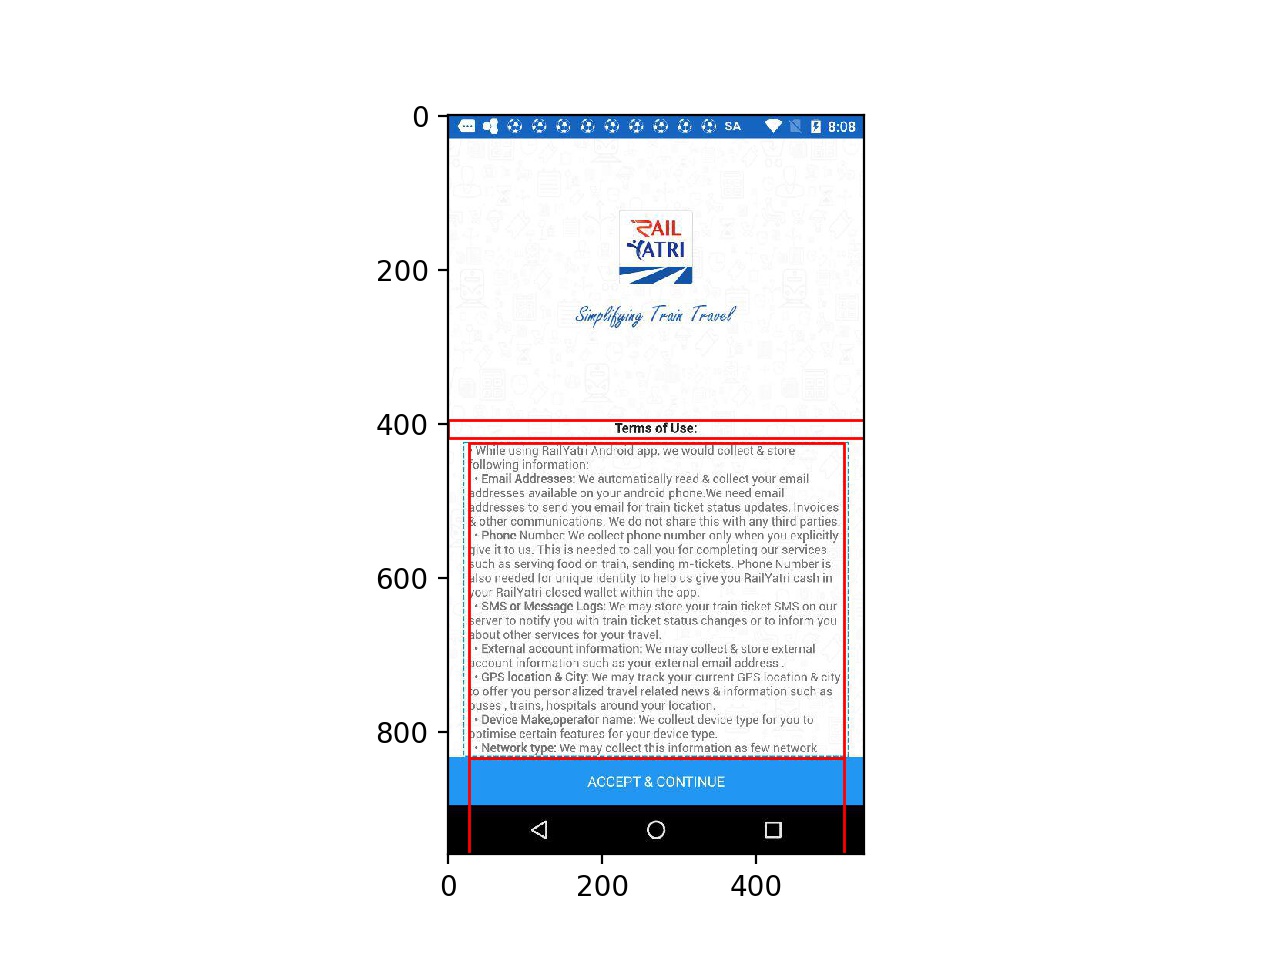 0
SA
8:08
RAIL
YATRI
200
Simplifying Train Travel
400
Terms of Use:
• While using RailYatri Android app, we would collect & store
following information:
• Email Addresses: We automatically read & collect your email
addresses available on your android phone.We need email
addresses to send you email for train ticket status updates, Invoices
& other communications. We do not share this with any third parties.
• Phone Number: We collect phone number only when you explicitly
give it to us. This is needed to call you for completing our services
such as serving food on train, sending m-tickets. Phone Number is
also needed for unique identity to help us give you RailYatri cash in
your RailYatri closed wallet within the app.
• SMS or Message Logs: We may store your train ticket SMS on our
server to notify you with train ticket status changes or to inform you
about other services for your travel.
• External account information: We may collect & store external
account information such as your external email address .
• GPS location & City: We may track your current GPS location & city
to offer you personalized travel related news & information such as
buses , trains, hospitals around your location.
• Device Make,operator name: We collect device type for you to
optimise certain features for your device type.
• Network type: We may collect this information as few network
600
800
ACCEPT & CONTINUE
0
200
400